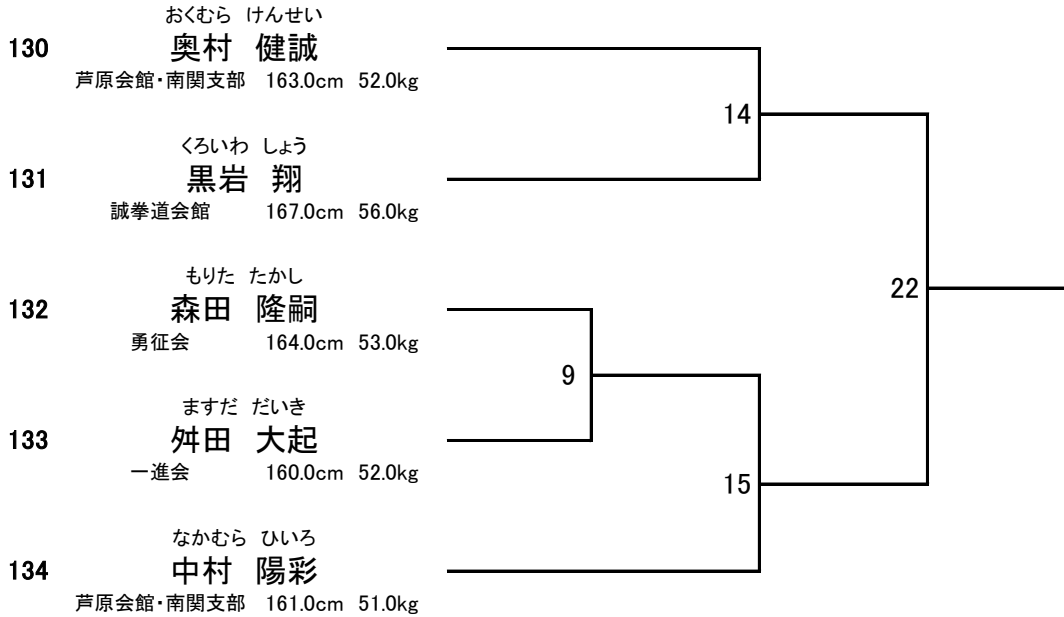 おくむら けんせい
130 奥村 健誠
芦原会館・南関支部 163.0cm 52.0kg
14
くろいわ しょう
131 黒岩 翔
誠拳道会館 167.0cm 56.0kg
もりた たかし
132 森田 隆嗣
22
勇征会 164.0cm 53.0kg
9
ますだ だいき
133 舛田 大起
一進会 160.0cm 52.0kg
15
なかむら ひいろ
134 中村 陽彩
芦原会館・南関支部 161.0cm 51.0kg